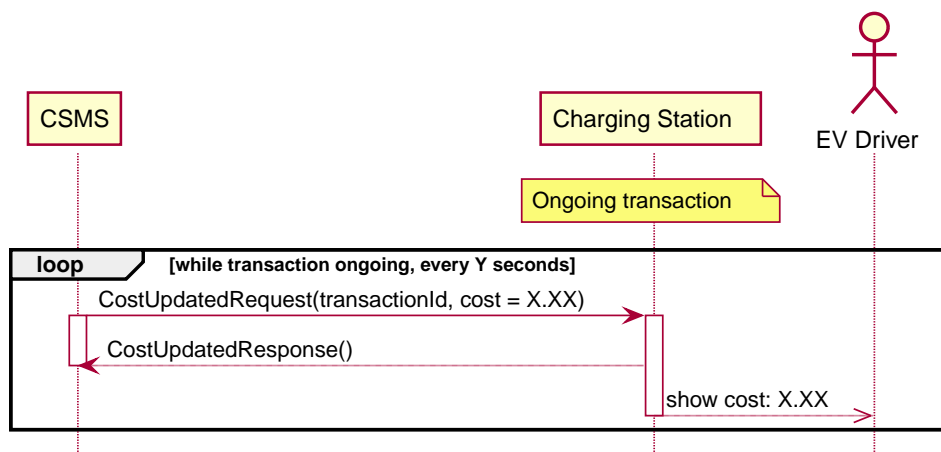 CSMS
Charging Station
EV Driver
Ongoing transaction
loop
[while transaction ongoing, every Y seconds]
CostUpdatedRequest(transactionId, cost = X.XX)
CostUpdatedResponse()
show cost: X.XX